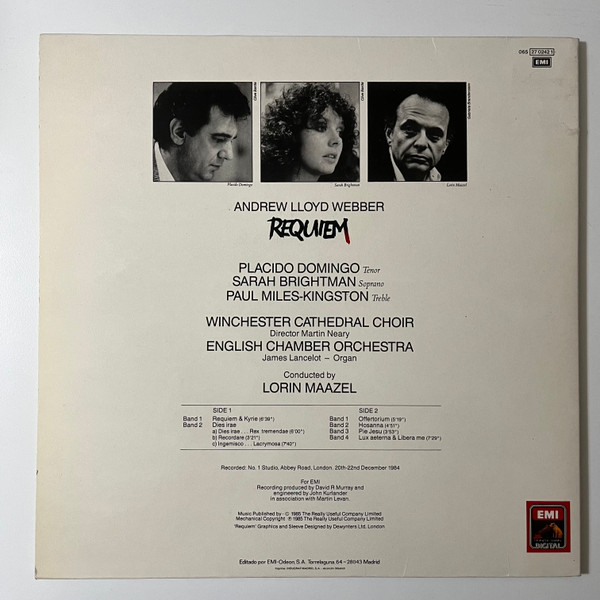 065 27 0242 1
EMI
Clive Barda
Clive Barda
Placido Domingo
Sarah Brightman
Lorin Maazel
ANDREW LLOYD WEBBER
REQUIEM
PLACIDO DOMINGO Tenor
SARAH BRIGHTMAN Soprano
PAUL MILES-KINGSTON Treble
WINCHESTER CATHEDRAL CHOIR
Director Martin Neary
ENGLISH CHAMBER ORCHESTRA
James Lancelot – Organ
Conducted by
LORIN MAAZEL
SIDE 1
Band 1 Requiem & Kyrie (6'39")
Band 2 Dies irae
a) Dies irae . . . Rex tremendae (6'00")
b) Recordare (3'21")
c) Ingemisco . . . Lacrymosa (7'43")
SIDE 2
Band 1 Offertorium (5'19")
Band 2 Hosanna (4'51")
Band 3 Pie Jesu (3'53")
Band 4 Lux aeterna & Libera me (7'29")
Recorded: No. 1 Studio, Abbey Road, London. 20th-22nd December 1984
For EMI
Recording produced by David R Murray and
engineered by John Kurlander
in association with Martin Levan.
Music Published by - © 1985 The Really Useful Company Limited
Mechanical Copyright ℗ 1985 The Really Useful Company Limited
'Requiem' Graphics and Sleeve Designed by Dewynters Ltd, London.
EMI
DIGITAL
Editado por EMI-Odeon, S.A. Torrelaguna, 64 - 28043 Madrid